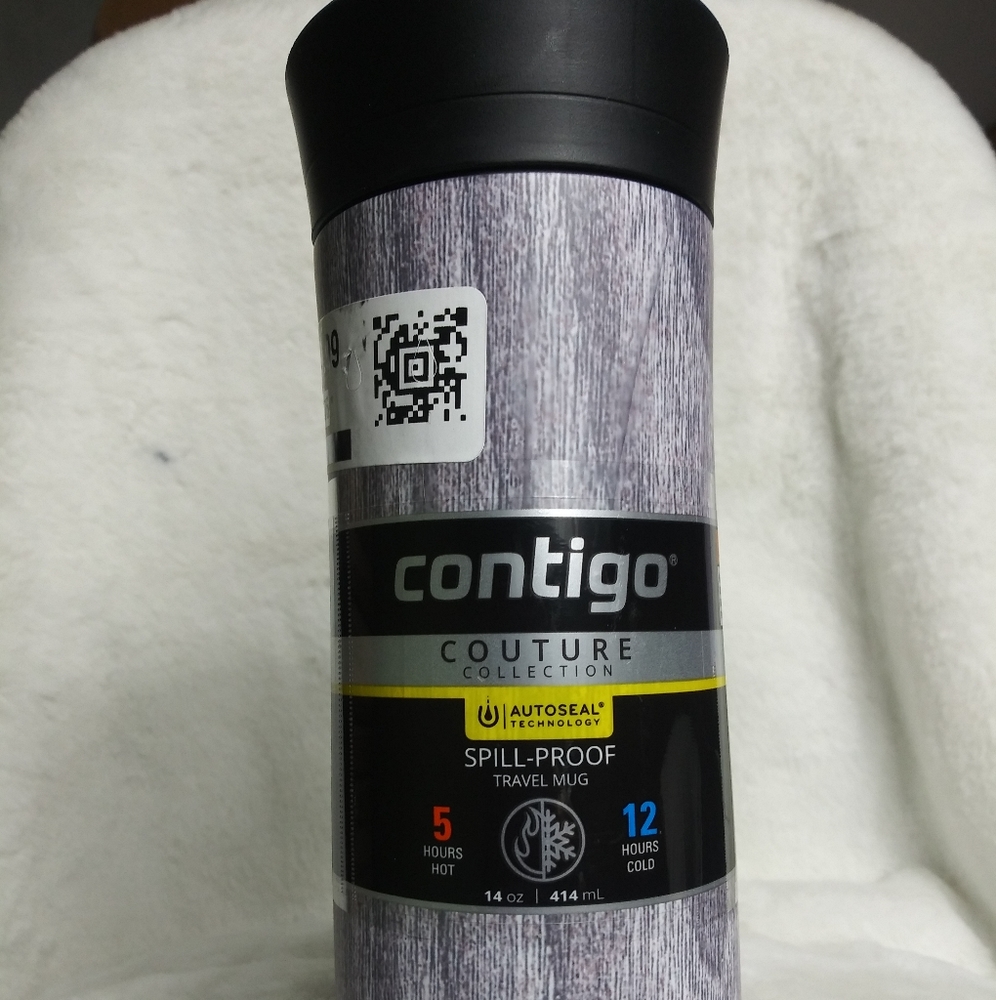 19
contigo®
COUTURE
COLLECTION
AUTOSEAL®
TECHNOLOGY
SPILL-PROOF
TRAVEL MUG
5 12
HOURS HOURS
HOT COLD
14 oz | 414 mL